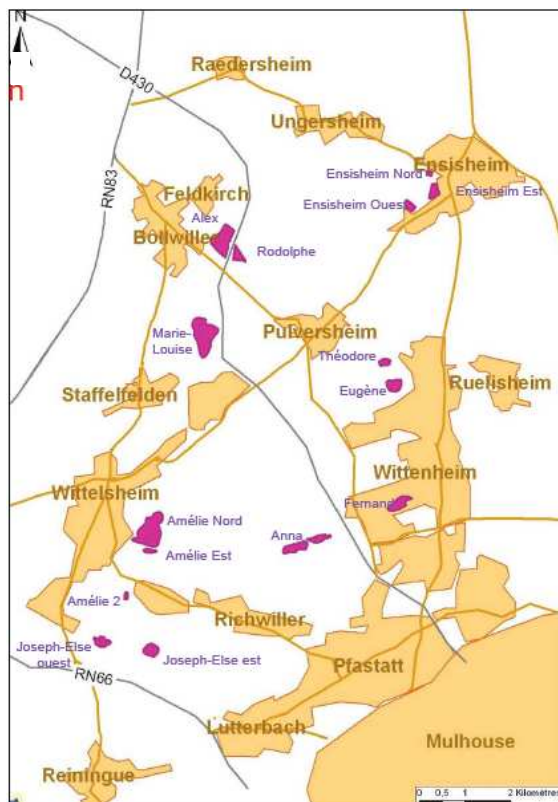 N
n
D430
RN83
Raedersheim
Ungersheim
Ensisheim
Ensisheim Nord
Ensisheim Est
Ensisheim Ouest
Feldkirch
Alex
Bollwiller
Rodolphe
Marie-
Louise
Pulversheim
Théodore
Eugène
Ruelisheim
Staffelfelden
Wittenheim
Wittelsheim
Fernand
Amélie Nord
Anna
Amélie Est
Amélie 2
Richwiller
Joseph-Else
ouest
Joseph-Else est
Pfastatt
RN66
Lutterbach
Mulhouse
Reiningue
0 0,5 1 2 Kilomètres